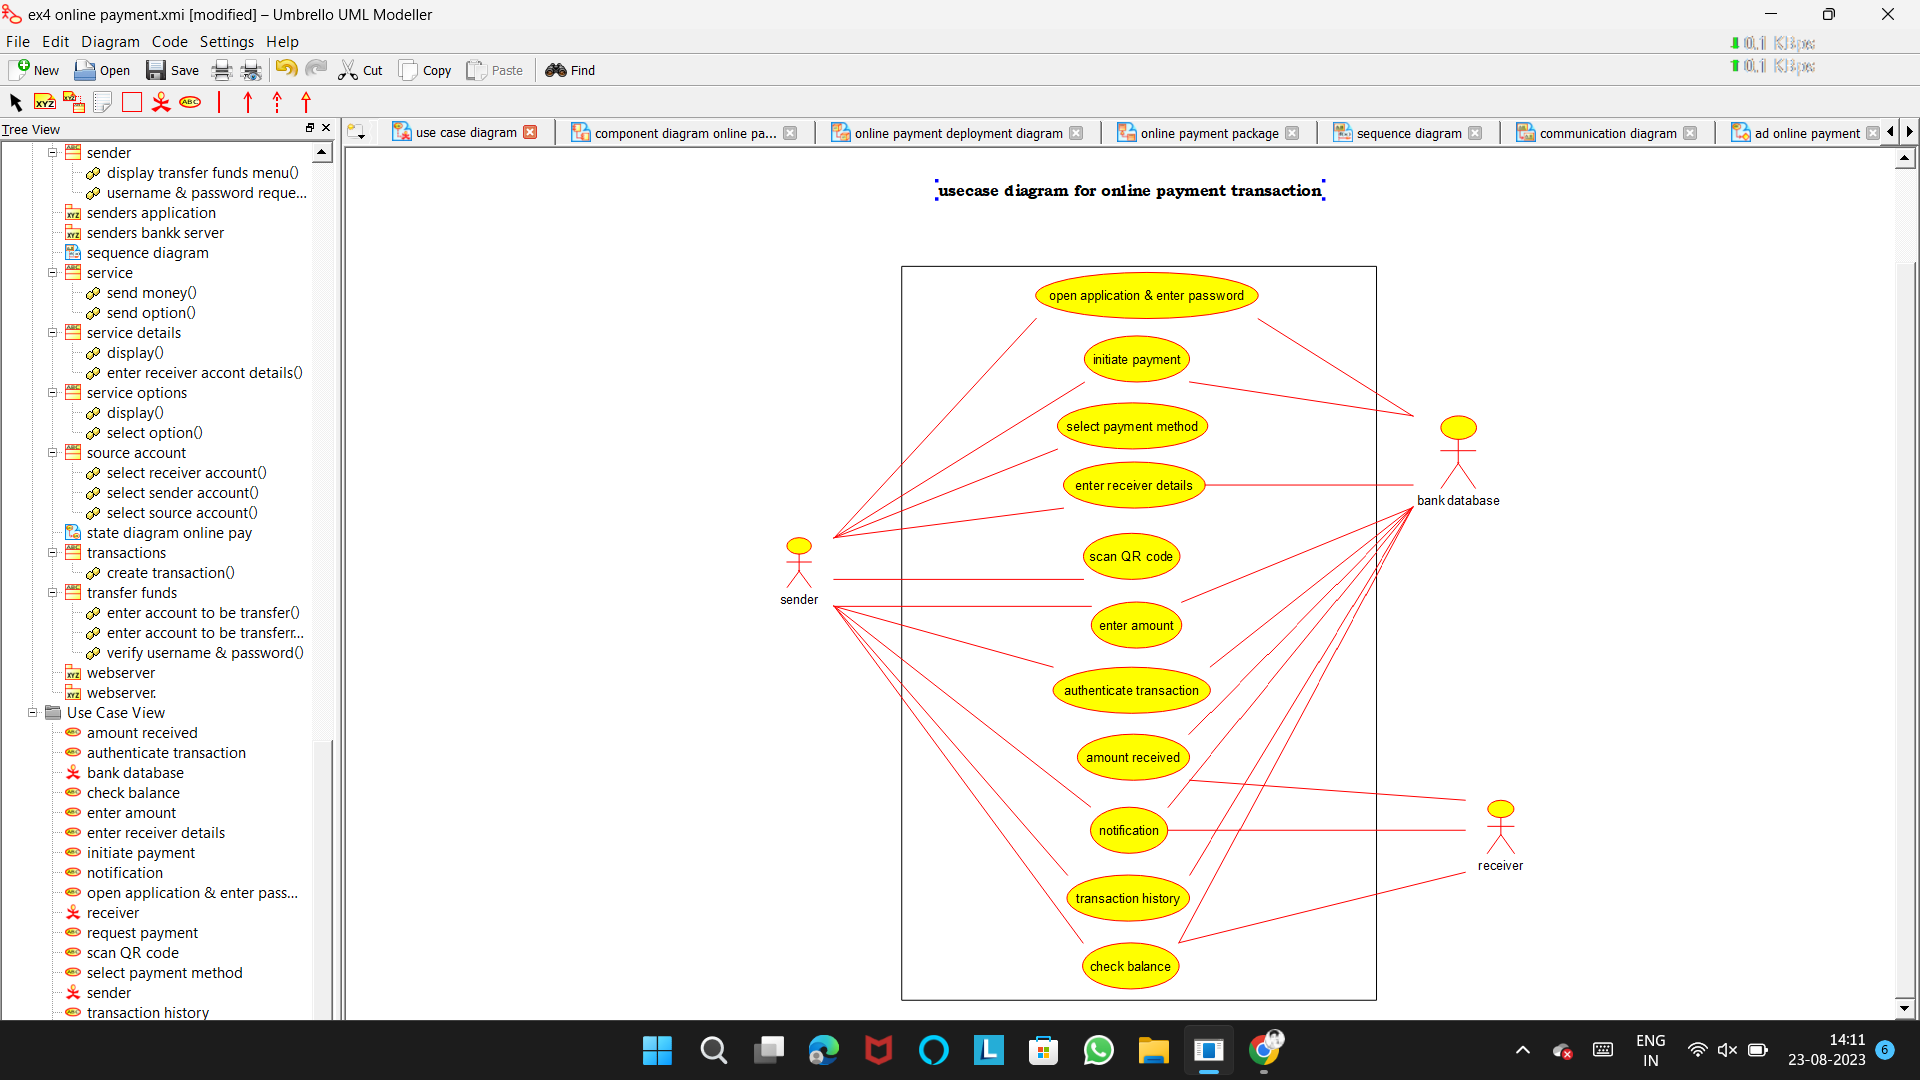 ex4 online payment.xmi [modified] – Umbrello UML Modeller
File Edit Diagram Code Settings Help
0.1 KBps
0.1 KBps
New Open Save Cut Copy Paste Find
XYZ XYZ ABC
Tree View
use case diagram
component diagram online pa...
online payment deployment diagram
online payment package
sequence diagram
communication diagram
ad online payment
sender
display transfer funds menu()
username & password reque...
senders application
senders bankk server
sequence diagram
service
send money()
send option()
service details
display()
enter receiver accont details()
service options
display()
select option()
source account
select receiver account()
select sender account()
select source account()
state diagram online pay
transactions
create transaction()
transfer funds
enter account to be transfer()
enter account to be transferr...
verify username & password()
webserver
webserver.
Use Case View
amount received
authenticate transaction
bank database
check balance
enter amount
enter receiver details
initiate payment
notification
open application & enter pass...
receiver
request payment
scan QR code
select payment method
sender
transaction history
usecase diagram for online payment transaction
open application & enter password
initiate payment
select payment method
enter receiver details
bank database
scan QR code
sender
enter amount
authenticate transaction
amount received
notification
receiver
transaction history
check balance
ENG
IN
14:11
23-08-2023
6